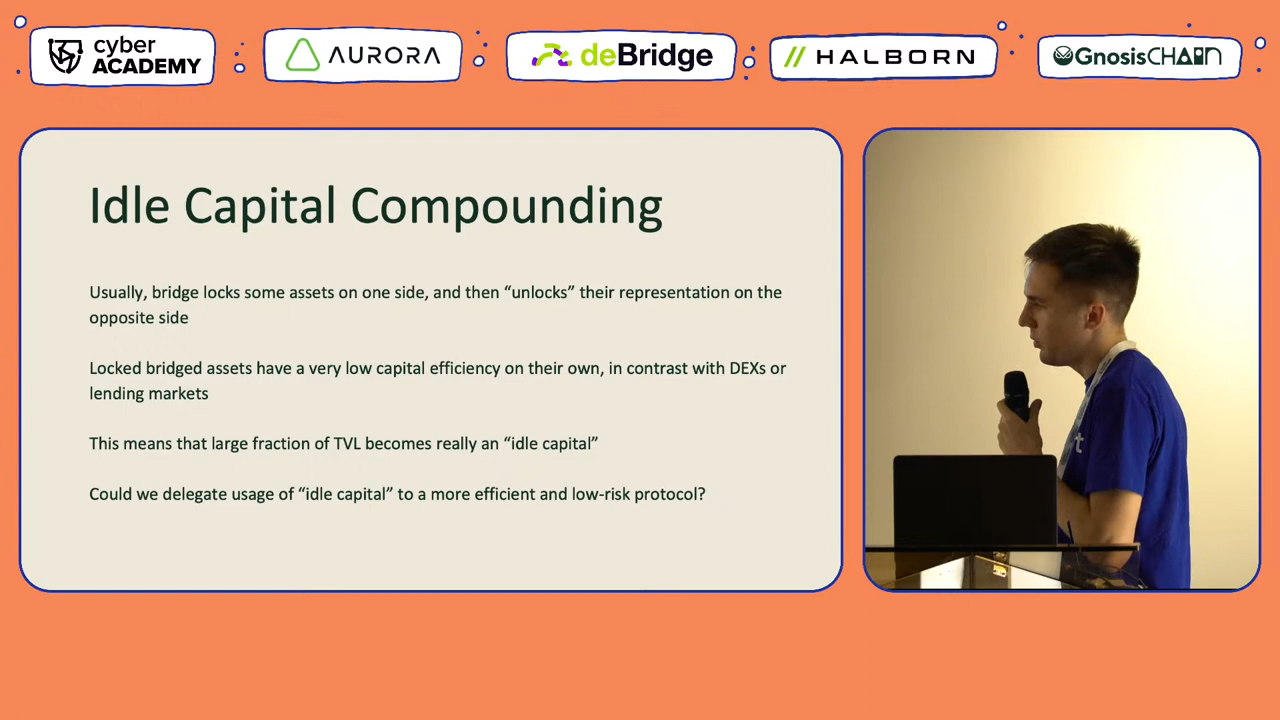 cyber
ACADEMY
AURORA
deBridge
HALBORN
GnosisCHAIN
Idle Capital Compounding
Usually, bridge locks some assets on one side, and then “unlocks” their representation on the
opposite side
Locked bridged assets have a very low capital efficiency on their own, in contrast with DEXs or
lending markets
This means that large fraction of TVL becomes really an “idle capital”
Could we delegate usage of “idle capital” to a more efficient and low-risk protocol?